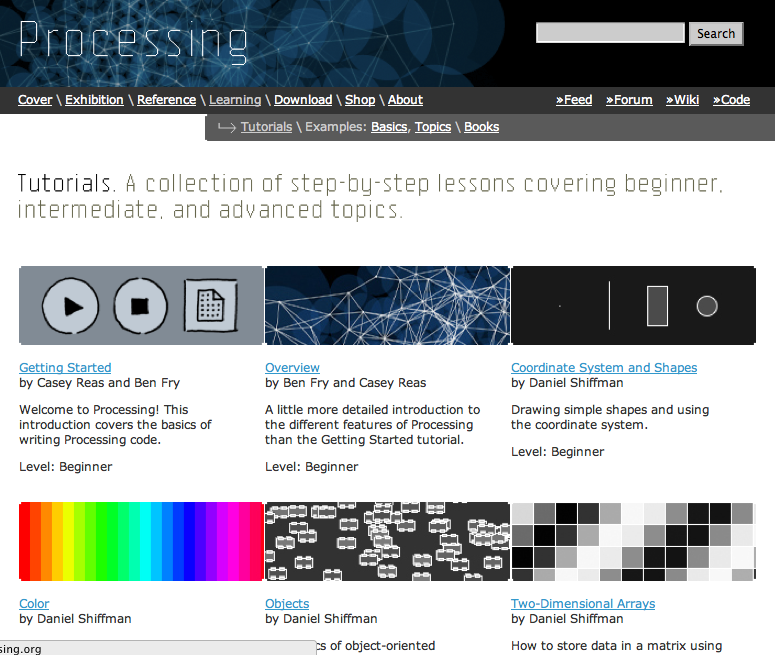 Processing
Search
Cover \ Exhibition \ Reference \ Learning \ Download \ Shop \ About
»Feed »Forum »Wiki »Code
Tutorials \ Examples: Basics, Topics \ Books
Tutorials. A collection of step-by-step lessons covering beginner,
intermediate, and advanced topics.
Getting Started
by Casey Reas and Ben Fry
Welcome to Processing! This
introduction covers the basics of
writing Processing code.
Level: Beginner
Overview
by Ben Fry and Casey Reas
A little more detailed introduction to
the different features of Processing
than the Getting Started tutorial.
Level: Beginner
Coordinate System and Shapes
by Daniel Shiffman
Drawing simple shapes and using
the coordinate system.
Level: Beginner
Color
by Daniel Shiffman
Objects
by Daniel Shiffman
cs of object-oriented
Two-Dimensional Arrays
by Daniel Shiffman
How to store data in a matrix using
sing.org